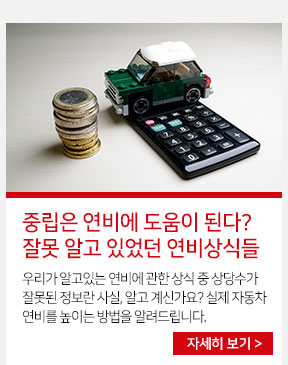 중립은 연비에 도움이 된다?
잘못 알고 있었던 연비상식들
우리가 알고있는 연비에 관한 상식 중 상당수가
잘못된 정보란 사실, 알고 계신가요? 실제 자동차
연비를 높이는 방법을 알려드립니다.
자세히 보기 >